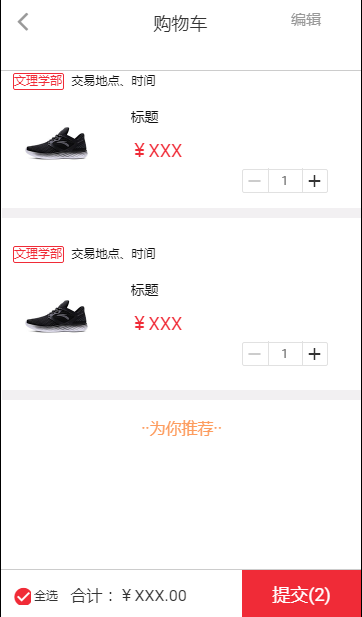 购物车 编辑
文理学部 交易地点、时间
标题
¥XXX
1
文理学部 交易地点、时间
标题
¥XXX
1
··为你推荐··
全选 合计：¥XXX.00 提交(2)